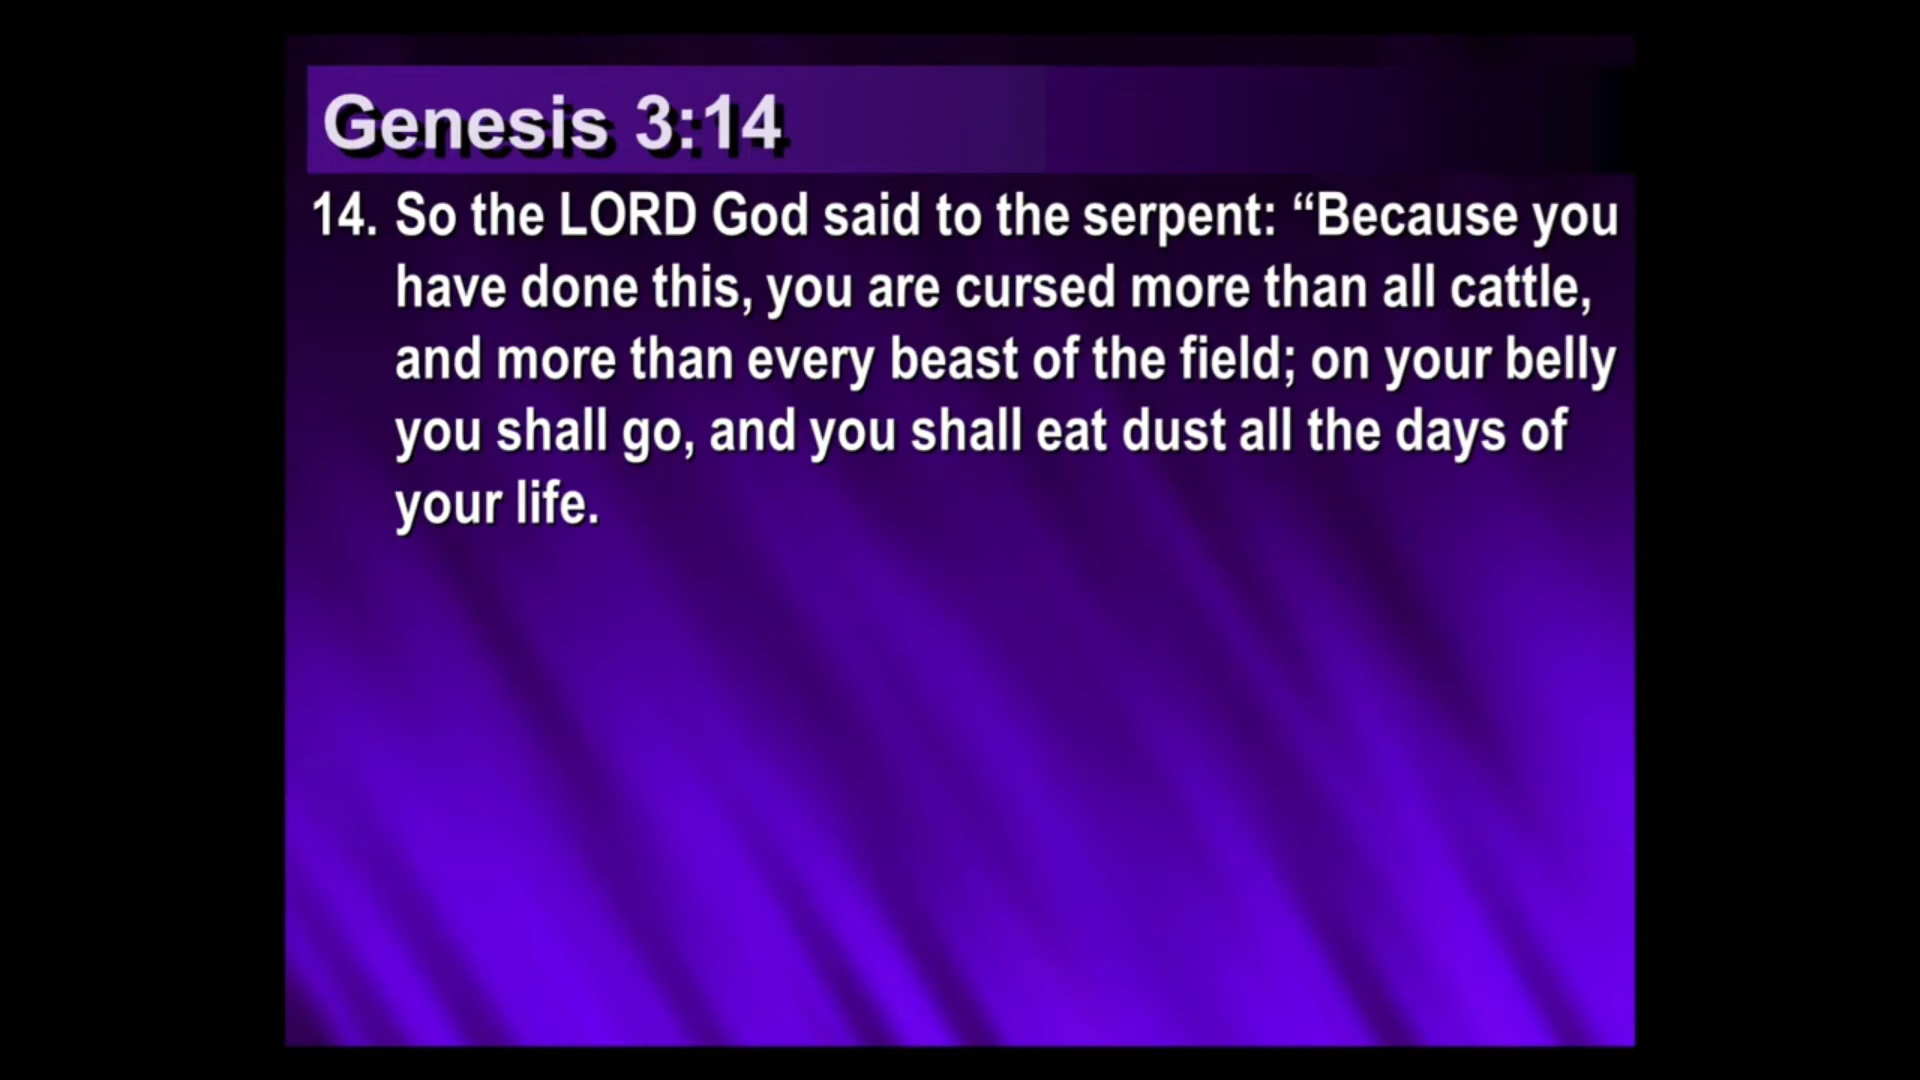 Genesis 3:14
14. So the LORD God said to the serpent: “Because you
have done this, you are cursed more than all cattle,
and more than every beast of the field; on your belly
you shall go, and you shall eat dust all the days of
your life.